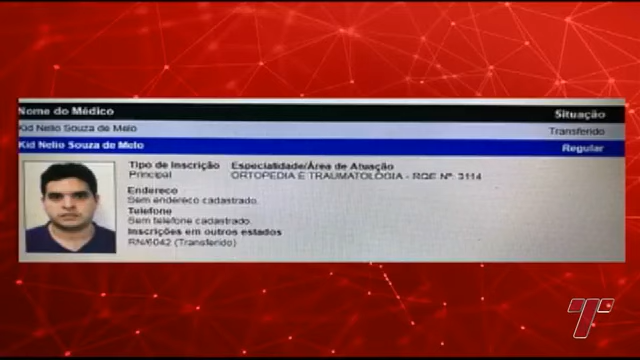 Nome do Médico Situação
Kid Nelio Souza de Melo Transferido
Kid Nelio Souza de Melo Regular
Tipo de Inscrição Especialidade/Área de Atuação
Principal ORTOPEDIA E TRAUMATOLOGIA - RQE Nº: 3114
Endereco
Sem endereco cadastrado.
Telefone
Sem telefone cadastrado.
Inscrições em outros estados
RN/6042 (Transferido)
T